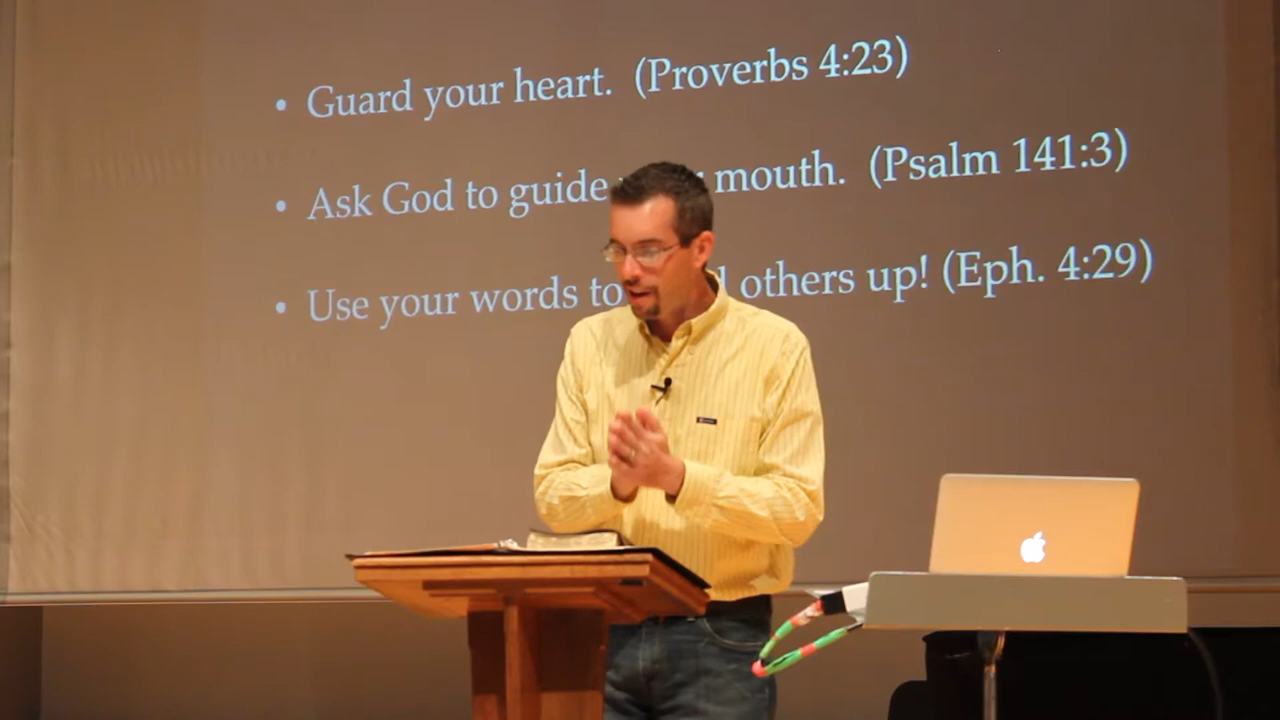 • Guard your heart. (Proverbs 4:23)
• Ask God to guide mouth. (Psalm 141:3)
• Use your words to others up! (Eph. 4:29)